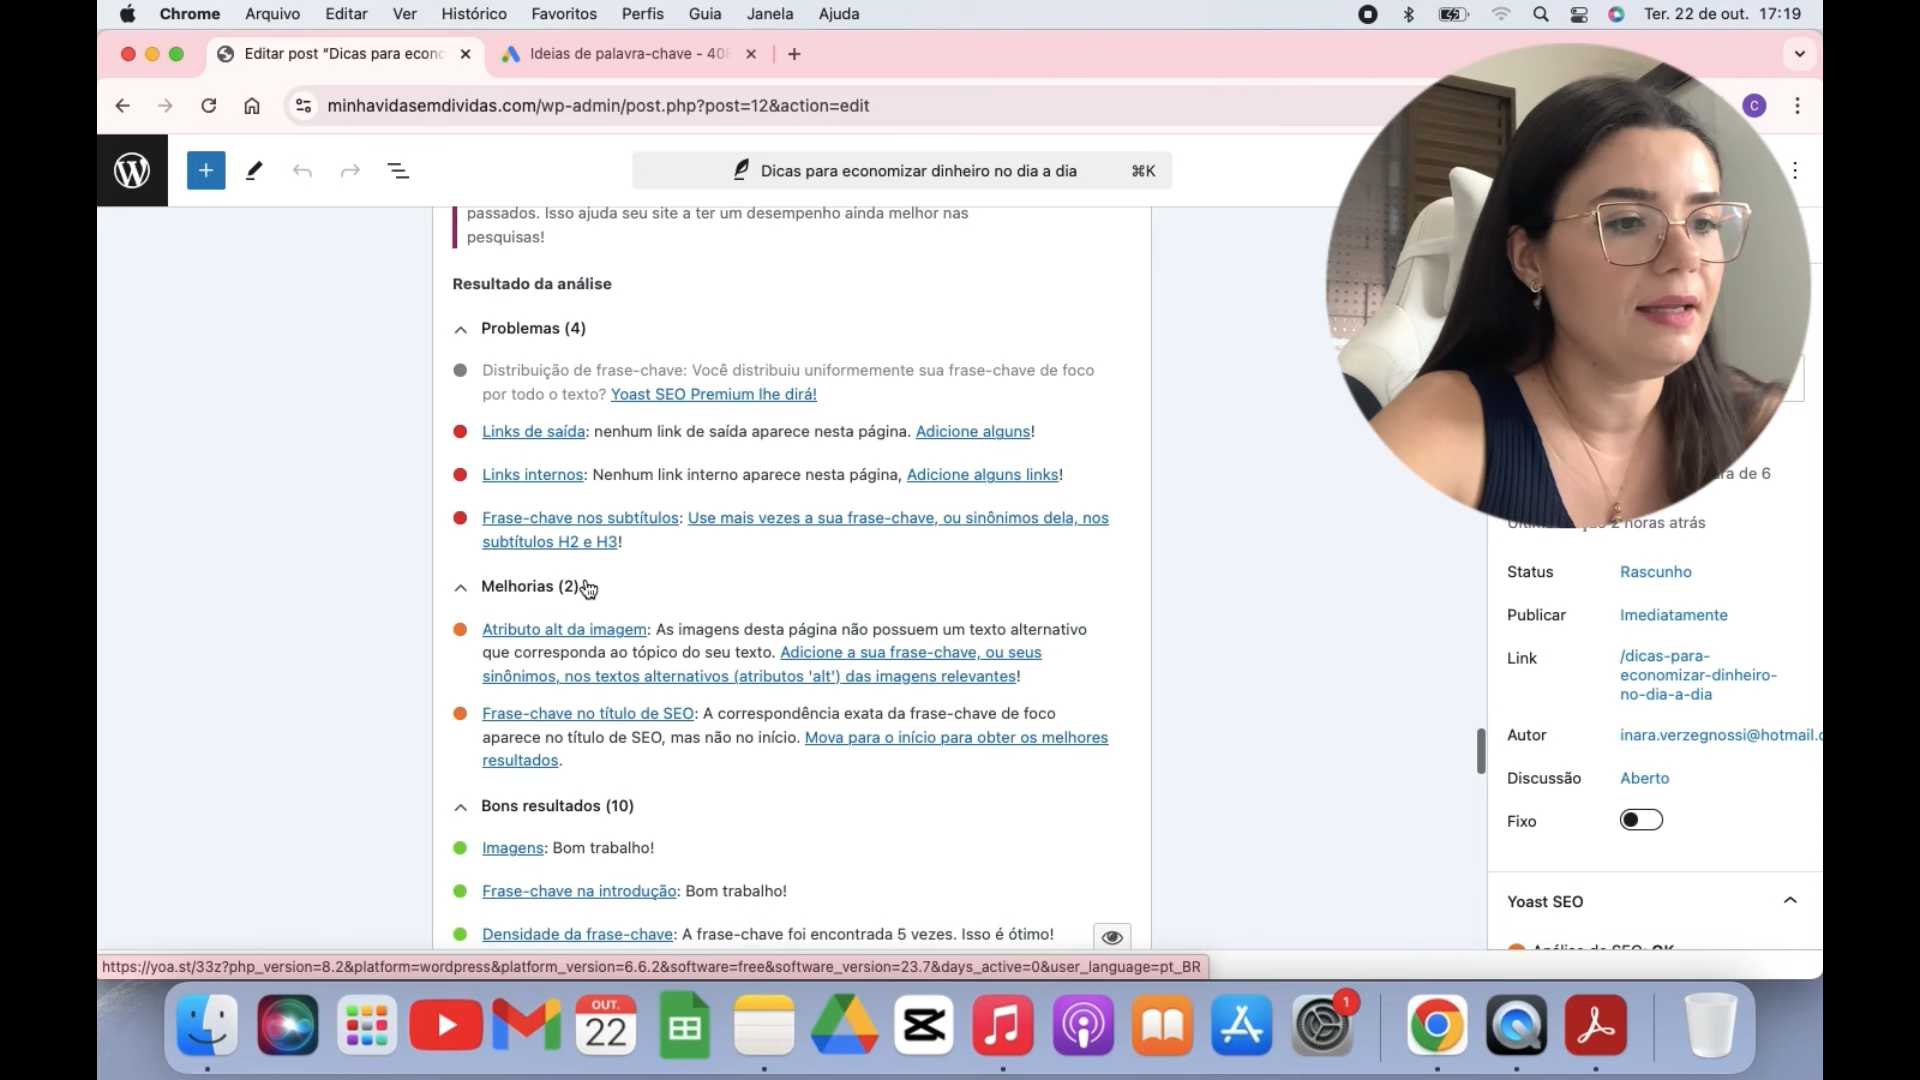 Chrome Arquivo Editar Ver Histórico Favoritos Perfis Guia Janela Ajuda Ter. 22 de out. 17:19
Editar post “Dicas para econo Ideias de palavra-chave - 408
minhavidasemdividas.com/wp-admin/post.php?post=12&action=edit C
Dicas para economizar dinheiro no dia a dia ⌘K
passados. Isso ajuda seu site a ter um desempenho ainda melhor nas
pesquisas!
Resultado da análise
Problemas (4)
Distribuição de frase-chave: Você distribuiu uniformemente sua frase-chave de foco
por todo o texto? Yoast SEO Premium lhe dirá!
Links de saída: nenhum link de saída aparece nesta página. Adicione alguns!
Links internos: Nenhum link interno aparece nesta página, Adicione alguns links!
Frase-chave nos subtítulos: Use mais vezes a sua frase-chave, ou sinônimos dela, nos
subtítulos H2 e H3!
Melhorias (2)
Atributo alt da imagem: As imagens desta página não possuem um texto alternativo
que corresponda ao tópico do seu texto. Adicione a sua frase-chave, ou seus
sinônimos, nos textos alternativos (atributos 'alt') das imagens relevantes!
Frase-chave no título de SEO: A correspondência exata da frase-chave de foco
aparece no título de SEO, mas não no início. Mova para o início para obter os melhores
resultados.
Bons resultados (10)
Imagens: Bom trabalho!
Frase-chave na introdução: Bom trabalho!
Densidade da frase-chave: A frase-chave foi encontrada 5 vezes. Isso é ótimo!
de 6
2 horas atrás
Status Rascunho
Publicar Imediatamente
Link /dicas-para-
economizar-dinheiro-
no-dia-a-dia
Autor inara.verzegnossi@hotmail.c
Discussão Aberto
Fixo
Yoast SEO
Análise de SEO: OK
https://yoa.st/33z?php_version=8.2&platform=wordpress&platform_version=6.6.2&software=free&software_version=23.7&days_active=0&user_language=pt_BR
OUT.
22
1